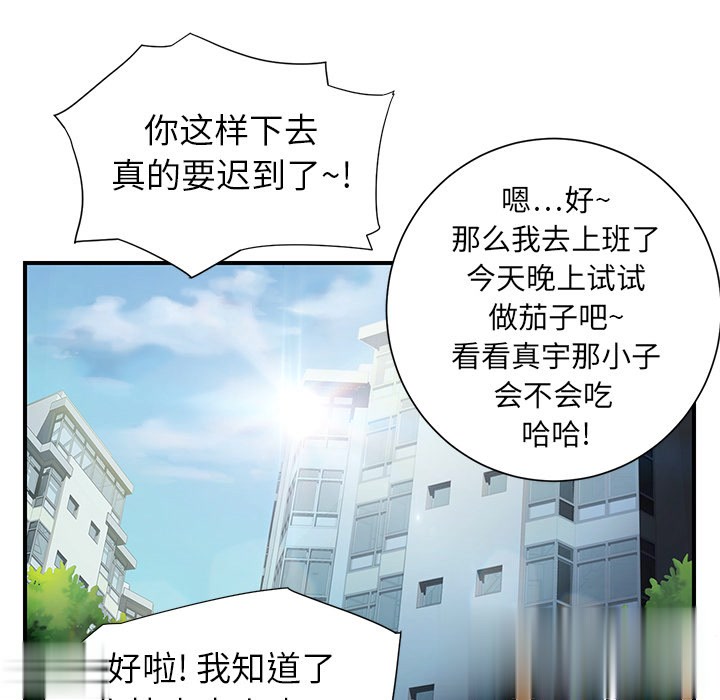 你这样下去
真的要迟到了~!
嗯...好~
那么我去上班了
今天晚上试试
做茄子吧~
看看真宇那小子
会不会吃
哈哈!
好啦! 我知道了